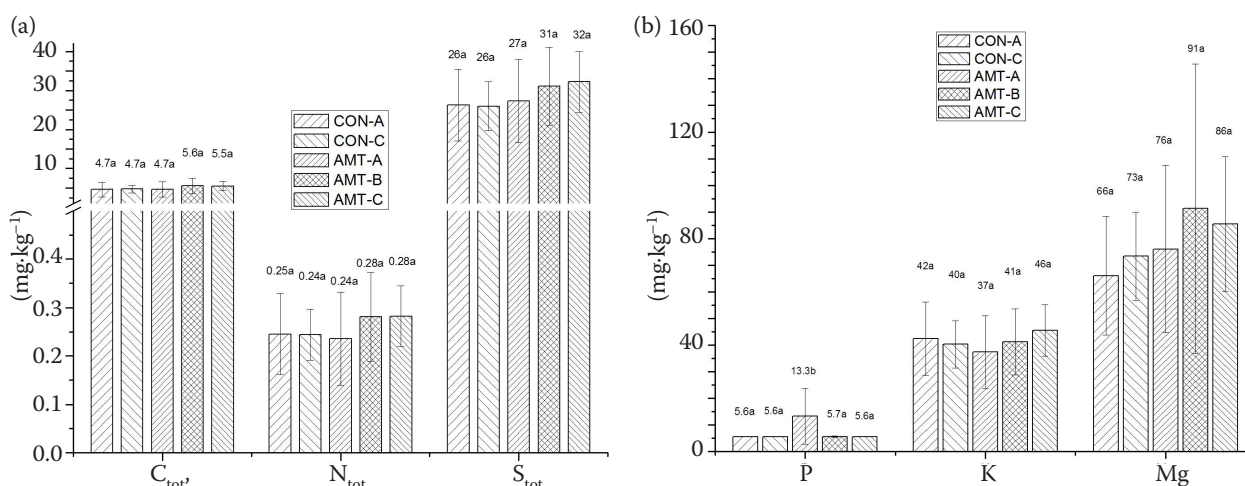 (a)
40
30
20
10
0.4
0.3
0.2
0.1
0.0
(mg·kg⁻¹)
4.7a 4.7a 4.7a 5.6a 5.5a
0.25a 0.24a 0.24a 0.28a 0.28a
26a 26a 27a 31a 32a
CON-A
CON-C
AMT-A
AMT-B
AMT-C
C_tot, N_tot S_tot
(b)
160
120
80
40
0
(mg·kg⁻¹)
CON-A
CON-C
AMT-A
AMT-B
AMT-C
5.6a 5.6a 13.3b 5.7a 5.6a
42a 40a 37a 41a 46a
66a 73a 76a 91a 86a
P K Mg